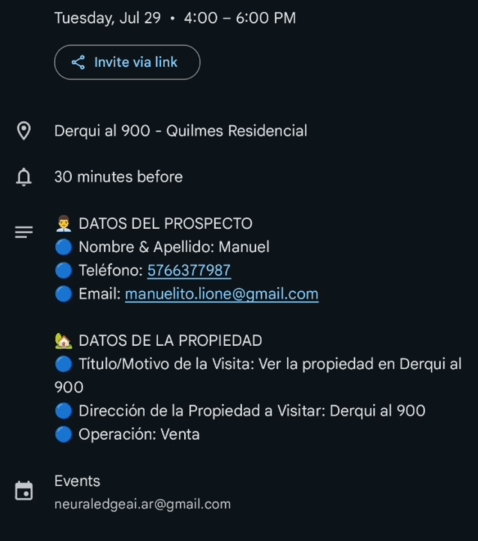 Tuesday, Jul 29 • 4:00 – 6:00 PM
Invite via link
Derqui al 900 - Quilmes Residencial
30 minutes before
👨‍💼 DATOS DEL PROSPECTO
🔵 Nombre & Apellido: Manuel
🔵 Teléfono: 5766377987
🔵 Email: manuelito.lione@gmail.com
🏡 DATOS DE LA PROPIEDAD
🔵 Título/Motivo de la Visita: Ver la propiedad en Derqui al
900
🔵 Dirección de la Propiedad a Visitar: Derqui al 900
🔵 Operación: Venta
Events
neuraledgeai.ar@gmail.com